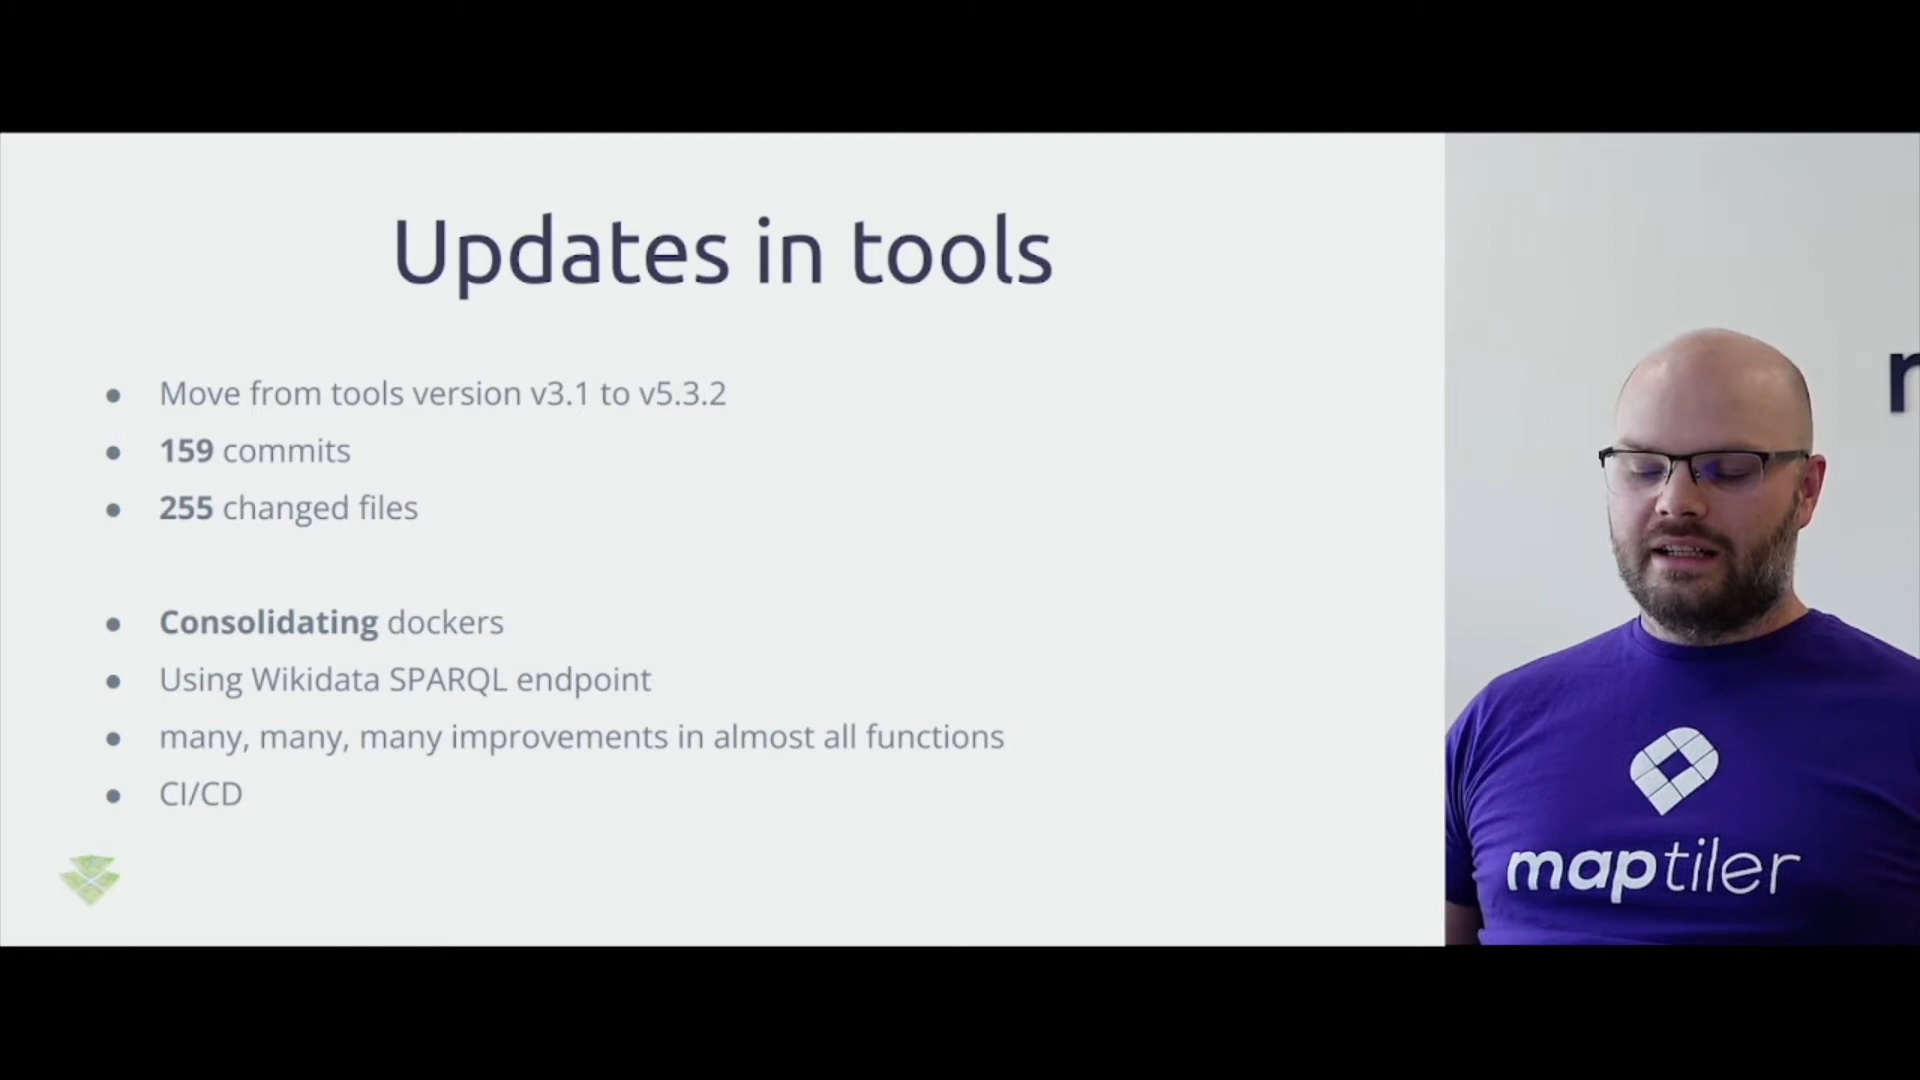 Updates in tools
Move from tools version v3.1 to v5.3.2
159 commits
255 changed files
Consolidating dockers
Using Wikidata SPARQL endpoint
many, many, many improvements in almost all functions
CI/CD
maptiler